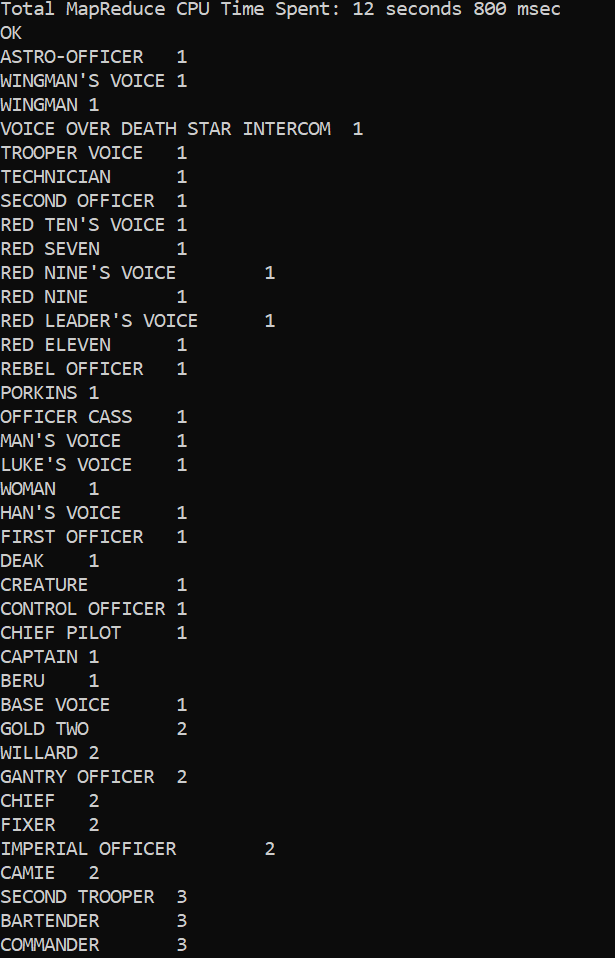 Total MapReduce CPU Time Spent: 12 seconds 800 msec
OK
ASTRO-OFFICER 1
WINGMAN'S VOICE 1
WINGMAN 1
VOICE OVER DEATH STAR INTERCOM 1
TROOPER VOICE 1
TECHNICIAN 1
SECOND OFFICER 1
RED TEN'S VOICE 1
RED SEVEN 1
RED NINE'S VOICE 1
RED NINE 1
RED LEADER'S VOICE 1
RED ELEVEN 1
REBEL OFFICER 1
PORKINS 1
OFFICER CASS 1
MAN'S VOICE 1
LUKE'S VOICE 1
WOMAN 1
HAN'S VOICE 1
FIRST OFFICER 1
DEAK 1
CREATURE 1
CONTROL OFFICER 1
CHIEF PILOT 1
CAPTAIN 1
BERU 1
BASE VOICE 1
GOLD TWO 2
WILLARD 2
GANTRY OFFICER 2
CHIEF 2
FIXER 2
IMPERIAL OFFICER 2
CAMIE 2
SECOND TROOPER 3
BARTENDER 3
COMMANDER 3